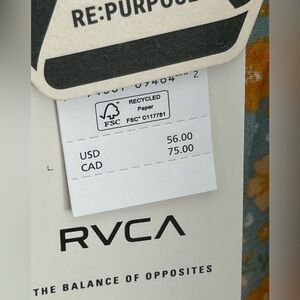 RE:PURPOSE
RECYCLED
Paper
FSC
FSC® C117781
USD 56.00
CAD 75.00
L
RVCA
THE BALANCE OF OPPOSITES